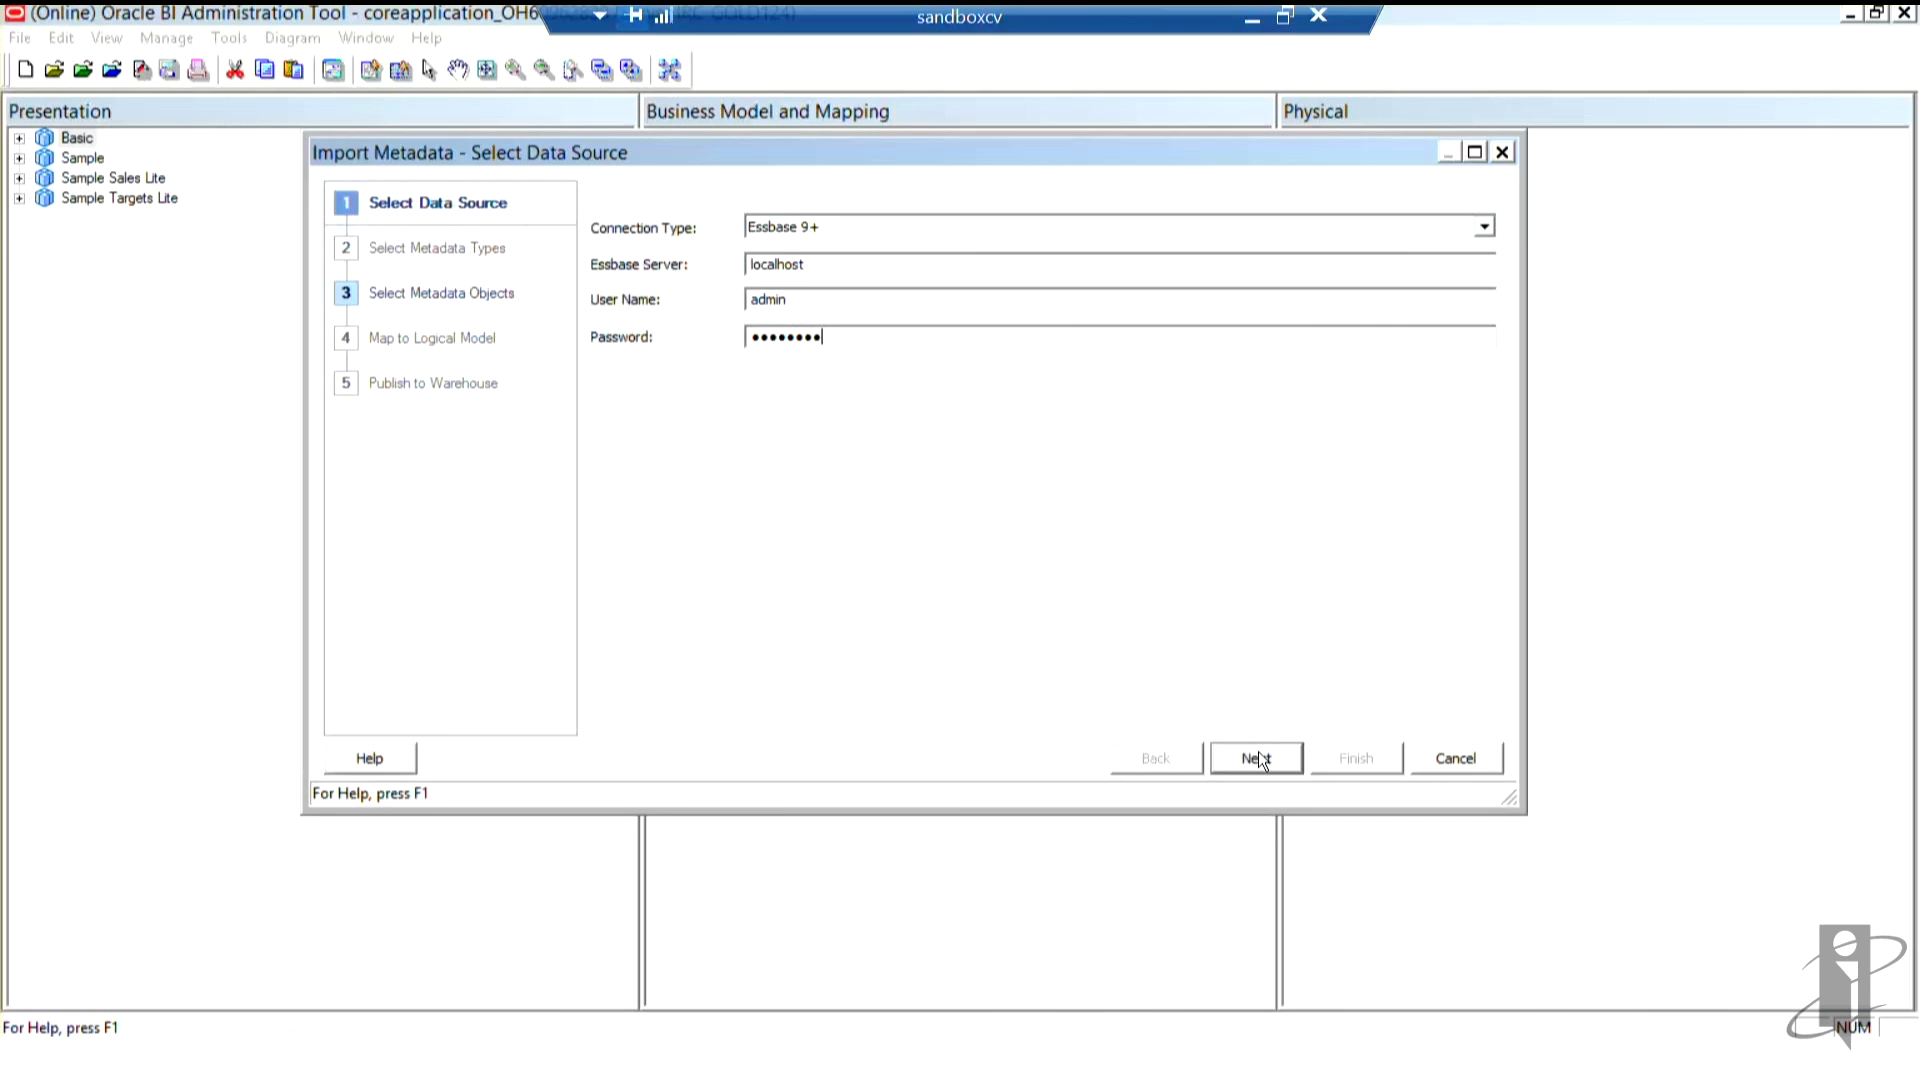 (Online) Oracle BI Administration Tool - coreapplication_OH6
sandboxcv
File Edit View Manage Tools Diagram Window Help
Presentation
Business Model and Mapping
Physical
Basic
Sample
Sample Sales Lite
Sample Targets Lite
Import Metadata - Select Data Source
1 Select Data Source
2 Select Metadata Types
3 Select Metadata Objects
4 Map to Logical Model
5 Publish to Warehouse
Connection Type: Essbase 9+
Essbase Server: localhost
User Name: admin
Password: ••••••••
Help
Back
Next
Finish
Cancel
For Help, press F1
For Help, press F1
NUM